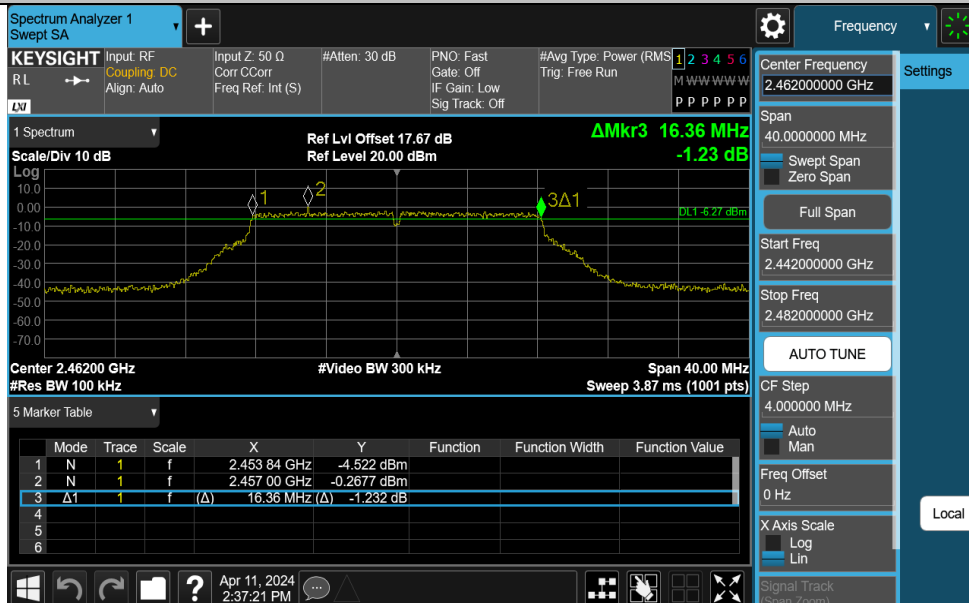 Spectrum Analyzer 1
Swept SA
+
Frequency
KEYSIGHT
RL
LXI
Input: RF
Coupling: DC
Align: Auto
Input Z: 50 Ω
Corr CCorr
Freq Ref: Int (S)
#Atten: 30 dB
PNO: Fast
Gate: Off
IF Gain: Low
Sig Track: Off
#Avg Type: Power (RMS
Trig: Free Run
1 2 3 4 5 6
M W W W W W
P P P P P P
1 Spectrum
Scale/Div 10 dB
Ref Lvl Offset 17.67 dB
Ref Level 20.00 dBm
ΔMkr3 16.36 MHz
-1.23 dB
Log
10.0
0.00
-10.0
-20.0
-30.0
-40.0
-50.0
-60.0
-70.0
1
2
3Δ1
DL1 -6.27 dBm
Center 2.46200 GHz
#Video BW 300 kHz
Span 40.00 MHz
#Res BW 100 kHz
Sweep 3.87 ms (1001 pts)
5 Marker Table
Mode Trace Scale X Y Function Function Width Function Value
1 N 1 f 2.453 84 GHz -4.522 dBm
2 N 1 f 2.457 00 GHz -0.2677 dBm
3 Δ1 1 f (Δ) 16.36 MHz (Δ) -1.232 dB
4
5
6
?
Apr 11, 2024
2:37:21 PM
Center Frequency
2.462000000 GHz
Span
40.0000000 MHz
Swept Span
Zero Span
Full Span
Start Freq
2.442000000 GHz
Stop Freq
2.482000000 GHz
AUTO TUNE
CF Step
4.000000 MHz
Auto
Man
Freq Offset
0 Hz
X Axis Scale
Log
Lin
Signal Track
(Span Zoom)
Settings
Local